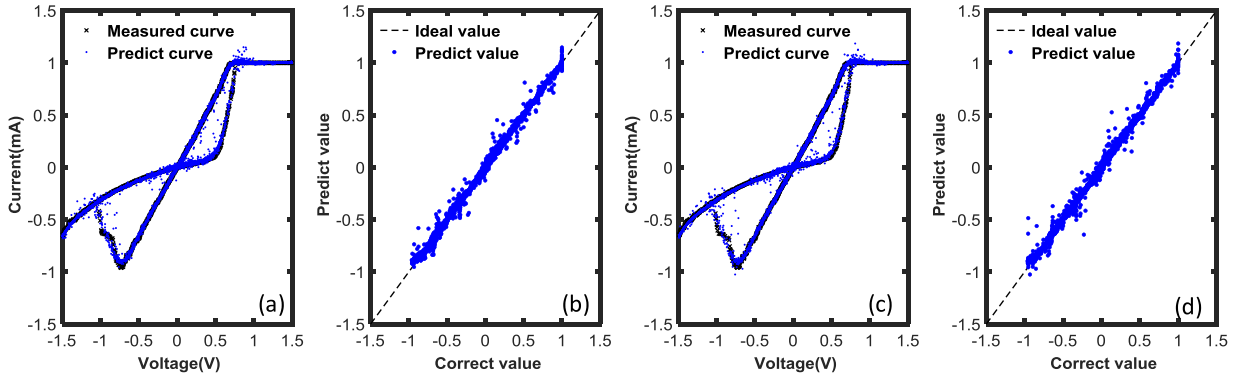 1.5
1
0.5
0
-0.5
-1
-1.5
-1.5 -1 -0.5 0 0.5 1 1.5
Current(mA)
Voltage(V)
Measured curve
Predict curve
(a)
1.5
1
0.5
0
-0.5
-1
-1.5
-1.5 -1 -0.5 0 0.5 1 1.5
Predict value
Correct value
Ideal value
Predict value
(b)
1.5
1
0.5
0
-0.5
-1
-1.5
-1.5 -1 -0.5 0 0.5 1 1.5
Current(mA)
Voltage(V)
Measured curve
Predict curve
(c)
1.5
1
0.5
0
-0.5
-1
-1.5
-1.5 -1 -0.5 0 0.5 1 1.5
Predict value
Correct value
Ideal value
Predict value
(d)